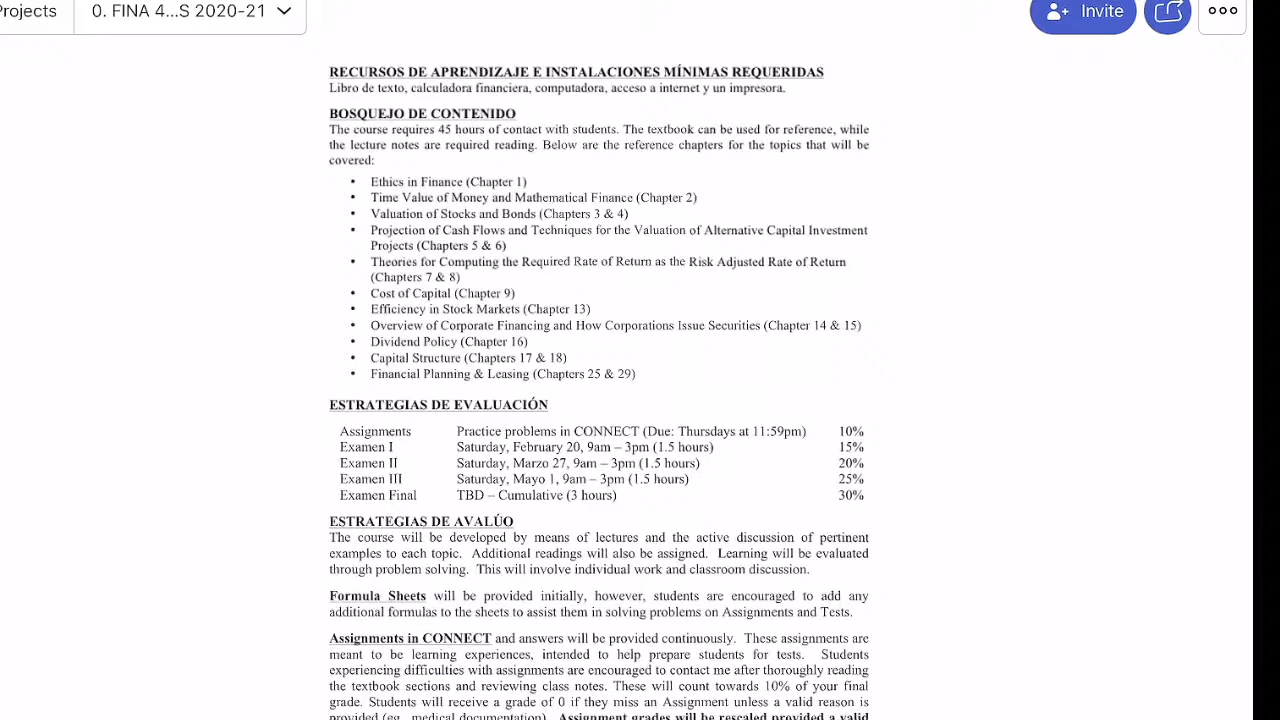 Projects 0. FINA 4...S 2020-21 Invite
RECURSOS DE APRENDIZAJE E INSTALACIONES MÍNIMAS REQUERIDAS
Libro de texto, calculadora financiera, computadora, acceso a internet y un impresora.
BOSQUEJO DE CONTENIDO
The course requires 45 hours of contact with students. The textbook can be used for reference, while
the lecture notes are required reading. Below are the reference chapters for the topics that will be
covered:
• Ethics in Finance (Chapter 1)
• Time Value of Money and Mathematical Finance (Chapter 2)
• Valuation of Stocks and Bonds (Chapters 3 & 4)
• Projection of Cash Flows and Techniques for the Valuation of Alternative Capital Investment
Projects (Chapters 5 & 6)
• Theories for Computing the Required Rate of Return as the Risk Adjusted Rate of Return
(Chapters 7 & 8)
• Cost of Capital (Chapter 9)
• Efficiency in Stock Markets (Chapter 13)
• Overview of Corporate Financing and How Corporations Issue Securities (Chapter 14 & 15)
• Dividend Policy (Chapter 16)
• Capital Structure (Chapters 17 & 18)
• Financial Planning & Leasing (Chapters 25 & 29)
ESTRATEGIAS DE EVALUACIÓN
Assignments Practice problems in CONNECT (Due: Thursdays at 11:59pm) 10%
Examen I Saturday, February 20, 9am – 3pm (1.5 hours) 15%
Examen II Saturday, Marzo 27, 9am – 3pm (1.5 hours) 20%
Examen III Saturday, Mayo 1, 9am – 3pm (1.5 hours) 25%
Examen Final TBD – Cumulative (3 hours) 30%
ESTRATEGIAS DE AVALÚO
The course will be developed by means of lectures and the active discussion of pertinent
examples to each topic. Additional readings will also be assigned. Learning will be evaluated
through problem solving. This will involve individual work and classroom discussion.
Formula Sheets will be provided initially, however, students are encouraged to add any
additional formulas to the sheets to assist them in solving problems on Assignments and Tests.
Assignments in CONNECT and answers will be provided continuously. These assignments are
meant to be learning experiences, intended to help prepare students for tests. Students
experiencing difficulties with assignments are encouraged to contact me after thoroughly reading
the textbook sections and reviewing class notes. These will count towards 10% of your final
grade. Students will receive a grade of 0 if they miss an Assignment unless a valid reason is
provided (eg., medical documentation). Assignment grades will be rescaled provided a valid